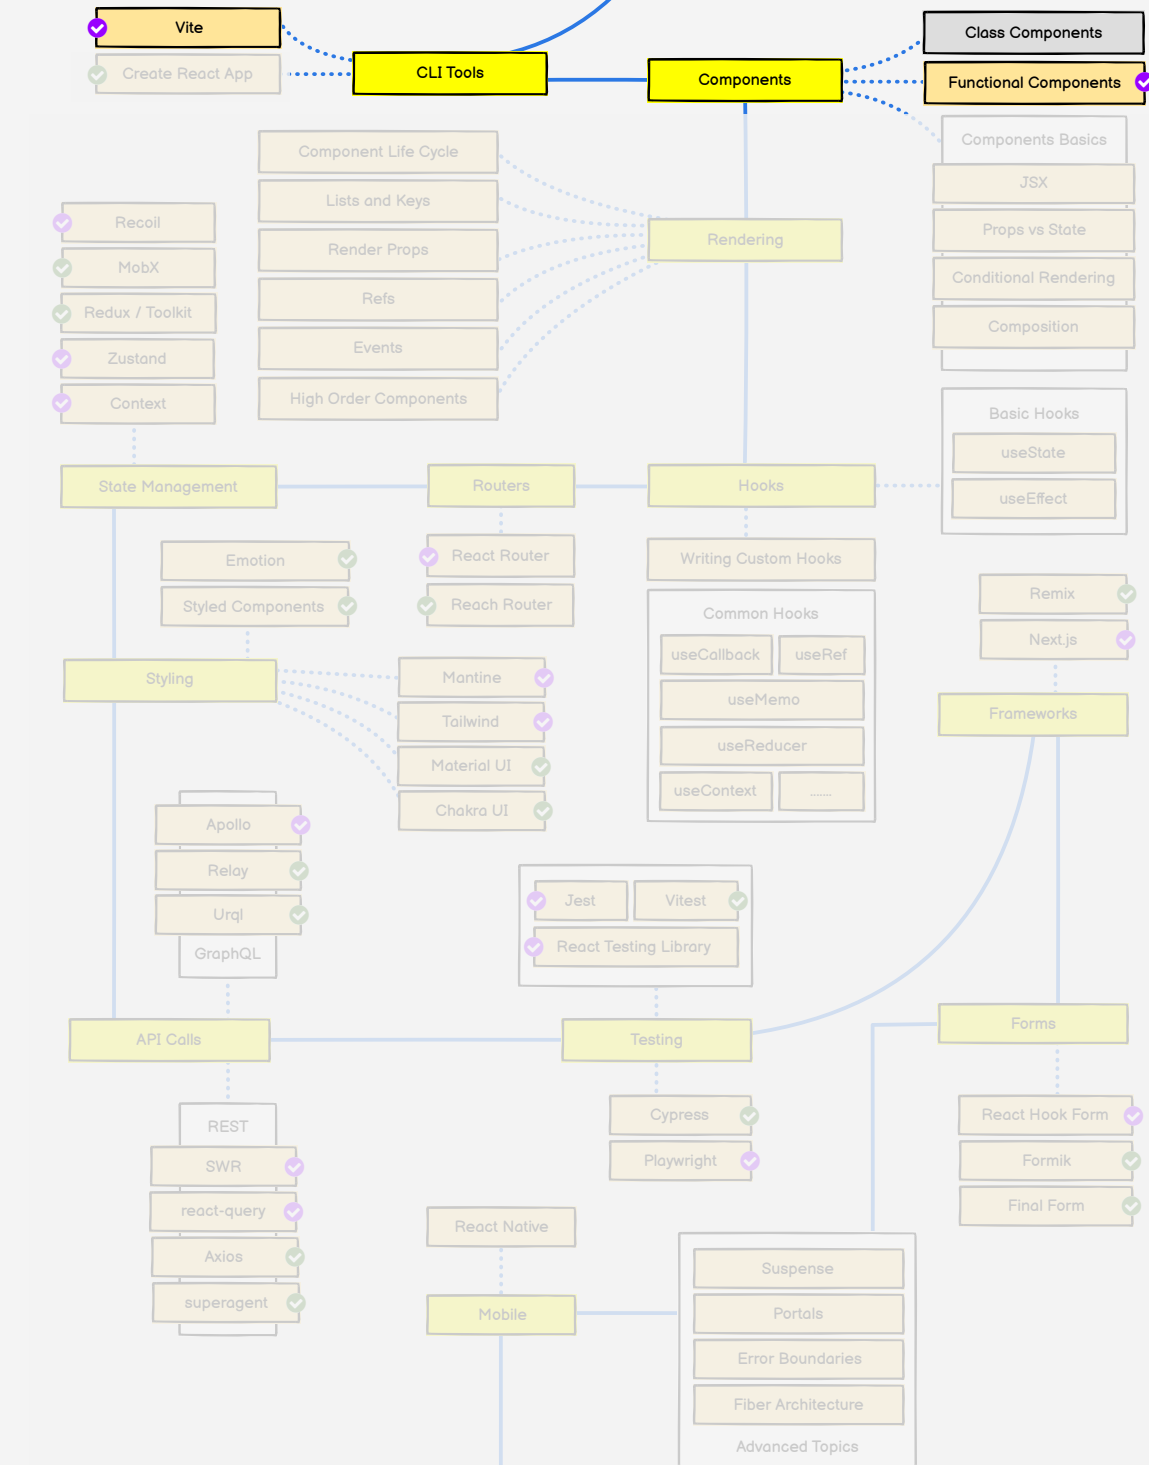 Vite
Create React App
CLI Tools
Components
Class Components
Functional Components
Components Basics
JSX
Props vs State
Conditional Rendering
Composition
Component Life Cycle
Lists and Keys
Render Props
Refs
Events
High Order Components
Rendering
Recoil
MobX
Redux / Toolkit
Zustand
Context
State Management
Routers
Hooks
Basic Hooks
useState
useEffect
React Router
Reach Router
Writing Custom Hooks
Common Hooks
useCallback
useRef
useMemo
useReducer
useContext
.......
Emotion
Styled Components
Styling
Mantine
Tailwind
Material UI
Chakra UI
Remix
Next.js
Frameworks
Apollo
Relay
Urql
GraphQL
Jest
Vitest
React Testing Library
API Calls
Testing
Forms
REST
SWR
react-query
Axios
superagent
Cypress
Playwright
React Hook Form
Formik
Final Form
React Native
Mobile
Suspense
Portals
Error Boundaries
Fiber Architecture
Advanced Topics